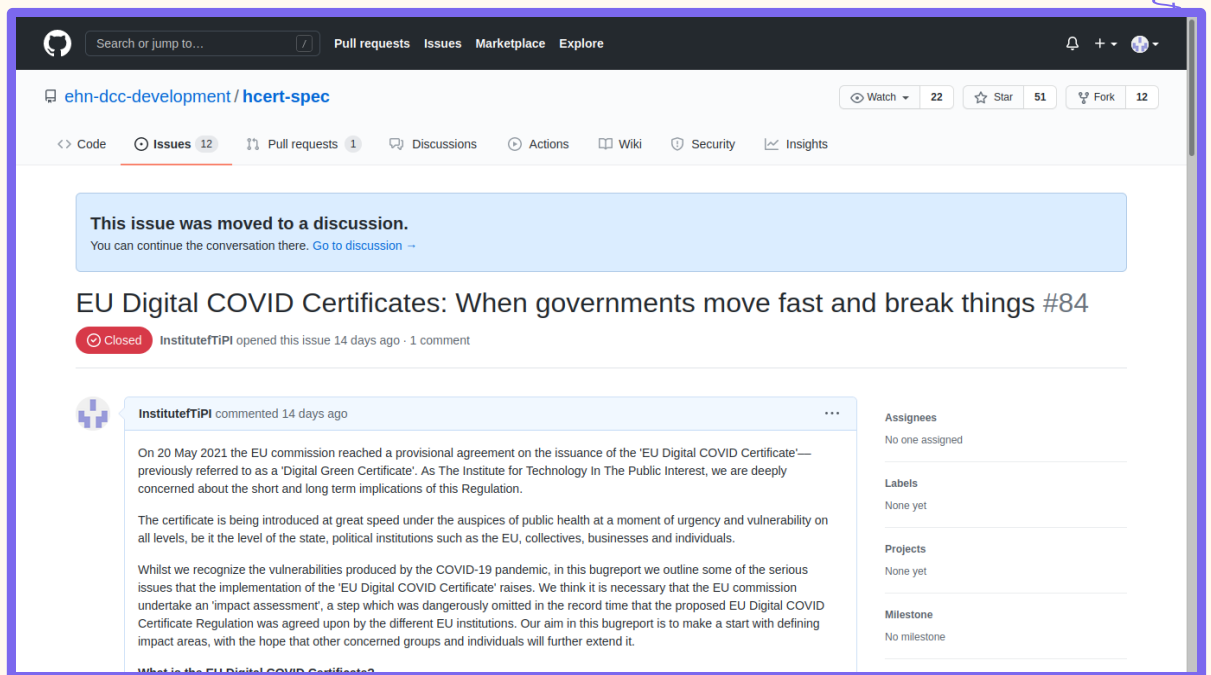 Search or jump to… / Pull requests Issues Marketplace Explore
ehn-dcc-development / hcert-spec Watch 22 Star 51 Fork 12
Code Issues 12 Pull requests 1 Discussions Actions Wiki Security Insights
This issue was moved to a discussion.
You can continue the conversation there. Go to discussion →
EU Digital COVID Certificates: When governments move fast and break things #84
Closed InstitutefTiPI opened this issue 14 days ago · 1 comment
InstitutefTiPI commented 14 days ago ···
On 20 May 2021 the EU commission reached a provisional agreement on the issuance of the 'EU Digital COVID Certificate'—
previously referred to as a 'Digital Green Certificate'. As The Institute for Technology In The Public Interest, we are deeply
concerned about the short and long term implications of this Regulation.
The certificate is being introduced at great speed under the auspices of public health at a moment of urgency and vulnerability on
all levels, be it the level of the state, political institutions such as the EU, collectives, businesses and individuals.
Whilst we recognize the vulnerabilities produced by the COVID-19 pandemic, in this bugreport we outline some of the serious
issues that the implementation of the 'EU Digital COVID Certificate' raises. We think it is necessary that the EU commission
undertake an 'impact assessment', a step which was dangerously omitted in the record time that the proposed EU Digital COVID
Certificate Regulation was agreed upon by the different EU institutions. Our aim in this bugreport is to make a start with defining
impact areas, with the hope that other concerned groups and individuals will further extend it.
What is the EU Digital COVID Certificate?
Assignees
No one assigned
Labels
None yet
Projects
None yet
Milestone
No milestone